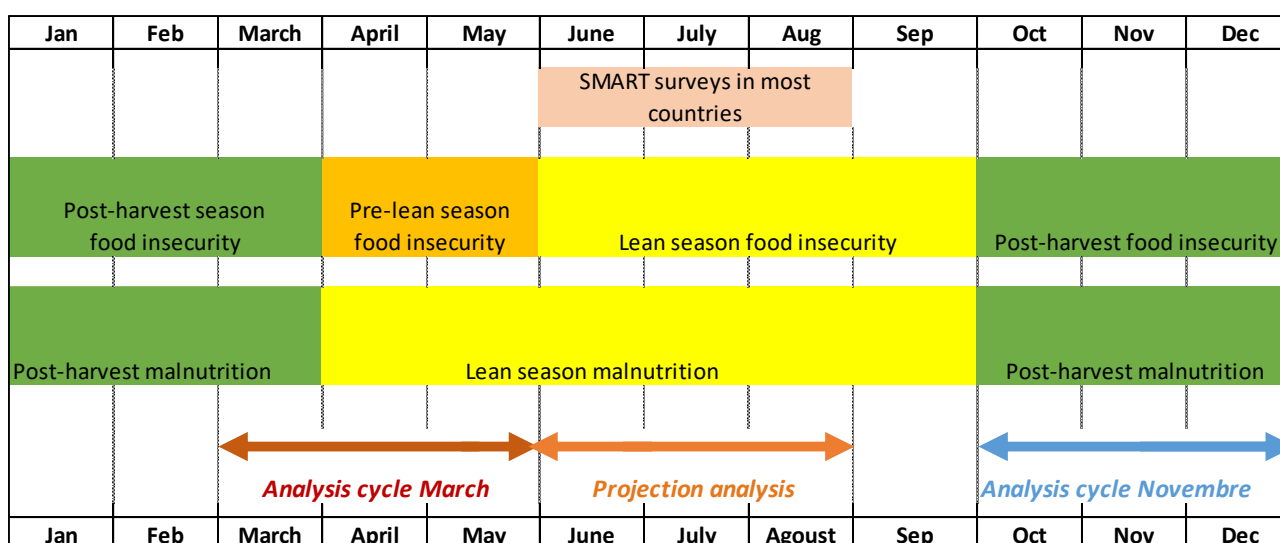 Jan Feb March April May June July Aug Sep Oct Nov Dec
SMART surveys in most
countries
Post-harvest season
food insecurity
Pre-lean season
food insecurity
Lean season food insecurity
Post-harvest food insecurity
Post-harvest malnutrition
Lean season malnutrition
Post-harvest malnutrition
Analysis cycle March
Projection analysis
Analysis cycle Novembre
Jan Feb March April May June July Agoust Sep Oct Nov Dec